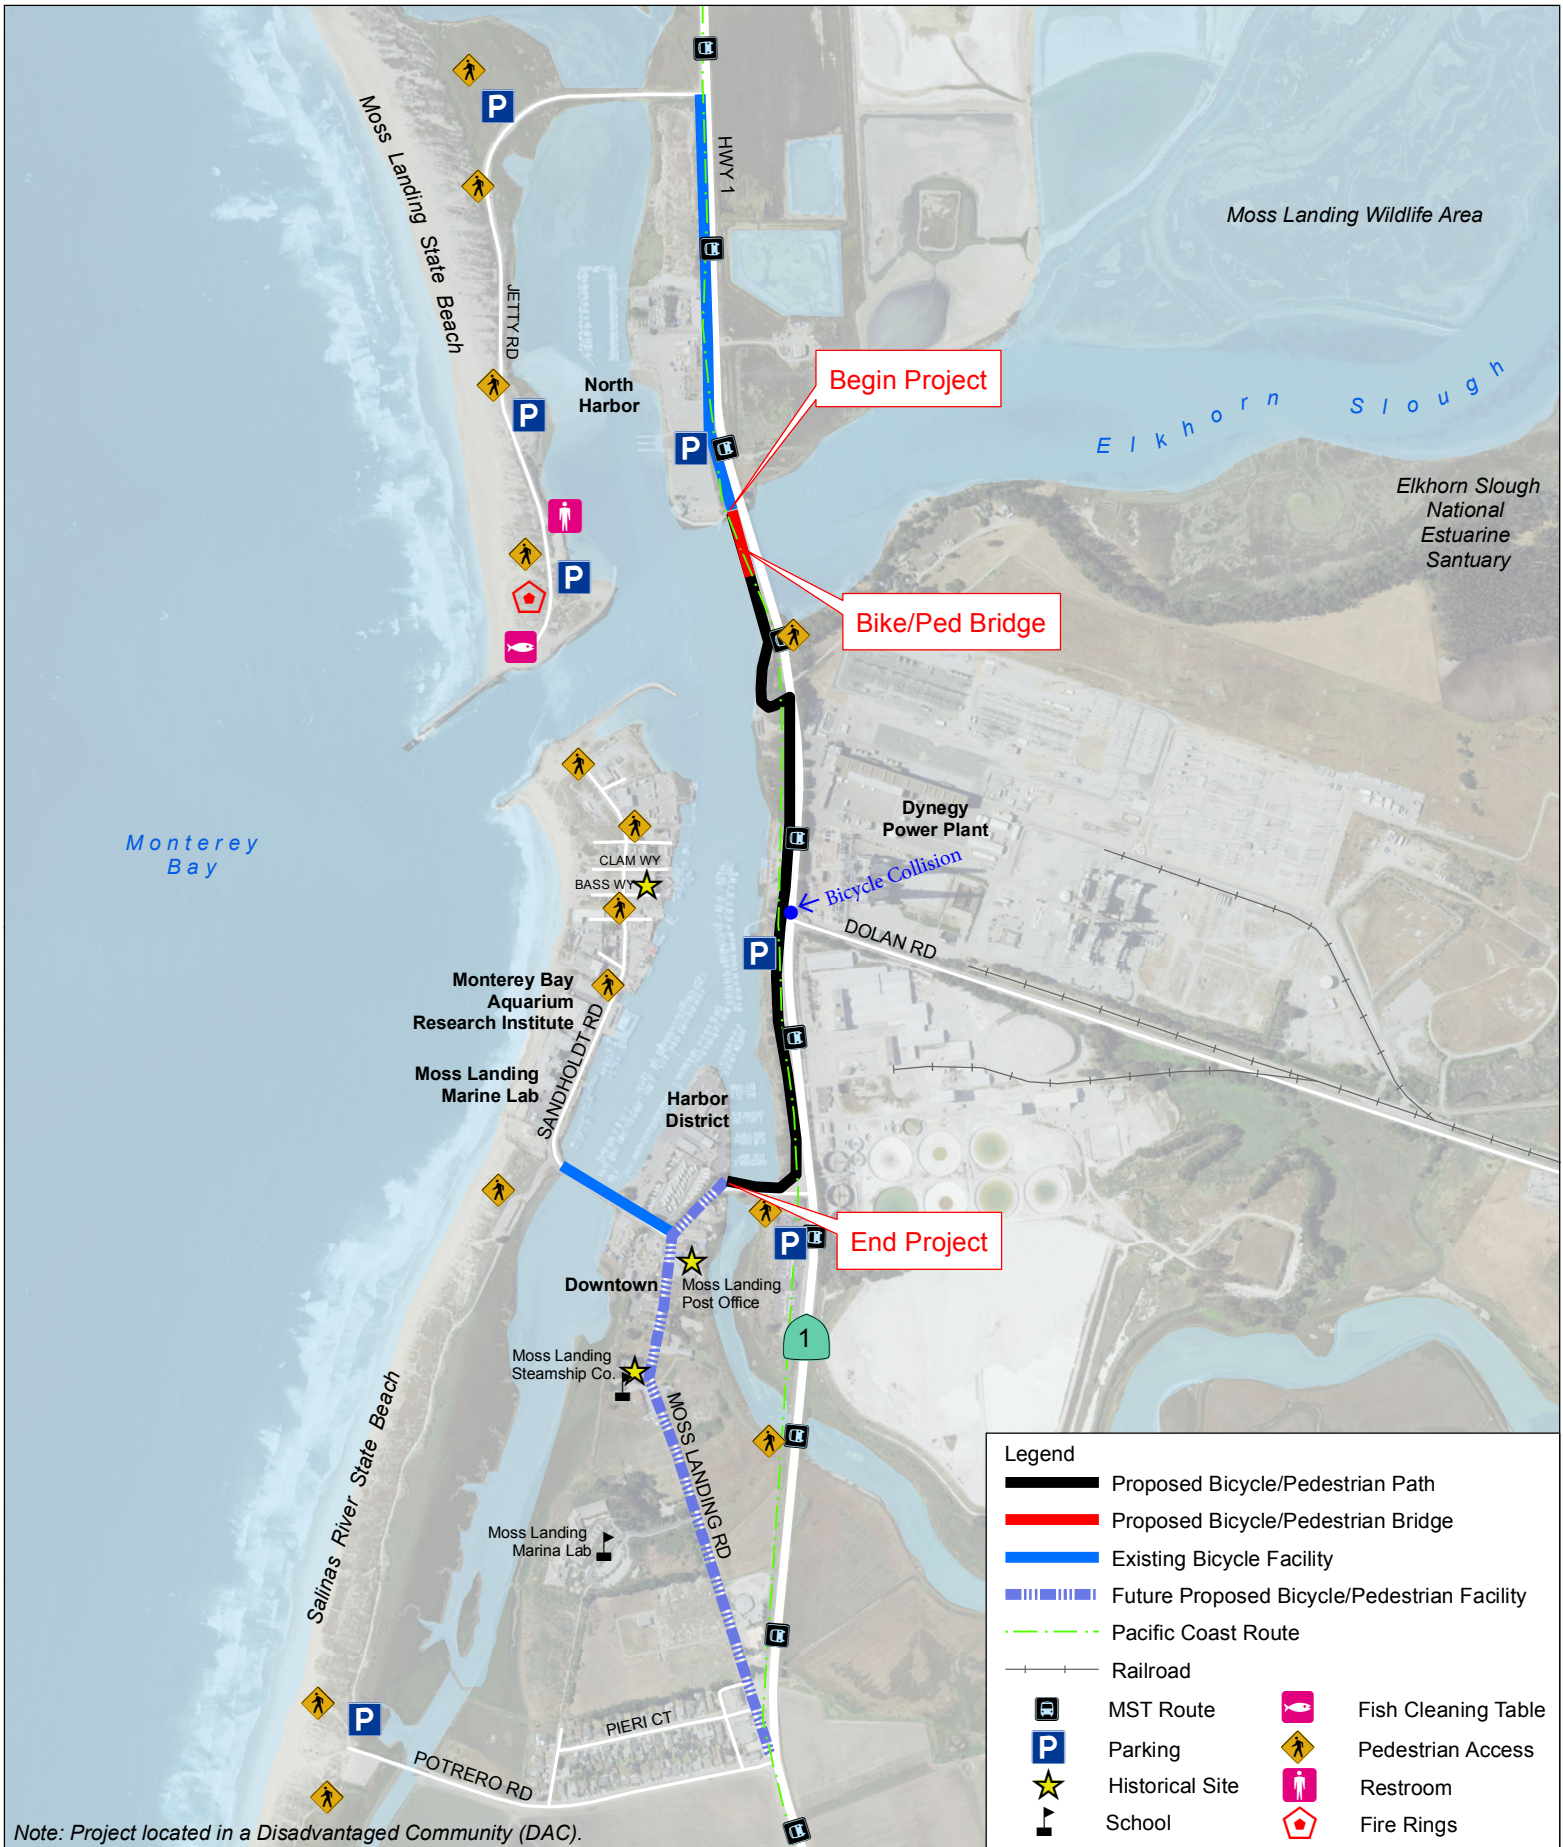 HWY 1
Moss Landing State Beach
JETTY RD
Moss Landing Wildlife Area
Begin Project
North
Harbor
Elkhorn Slough
Elkhorn Slough
National
Estuarine
Santuary
Bike/Ped Bridge
Monterey
Bay
Dynegy
Power Plant
CLAM WY
BASS WY
Bicycle Collision
DOLAN RD
Monterey Bay
Aquarium
Research Institute
SANDHOLDT RD
Moss Landing
Marine Lab
Harbor
District
End Project
Downtown
Moss Landing
Post Office
1
Moss Landing
Steamship Co.
MOSS LANDING RD
Salinas River State Beach
Moss Landing
Marina Lab
PIERI CT
POTRERO RD
Note: Project located in a Disadvantaged Community (DAC).
Legend
Proposed Bicycle/Pedestrian Path
Proposed Bicycle/Pedestrian Bridge
Existing Bicycle Facility
Future Proposed Bicycle/Pedestrian Facility
Pacific Coast Route
Railroad
MST Route
Fish Cleaning Table
P
Parking
Pedestrian Access
Historical Site
Restroom
School
Fire Rings
P
P
P
P
P
P
P